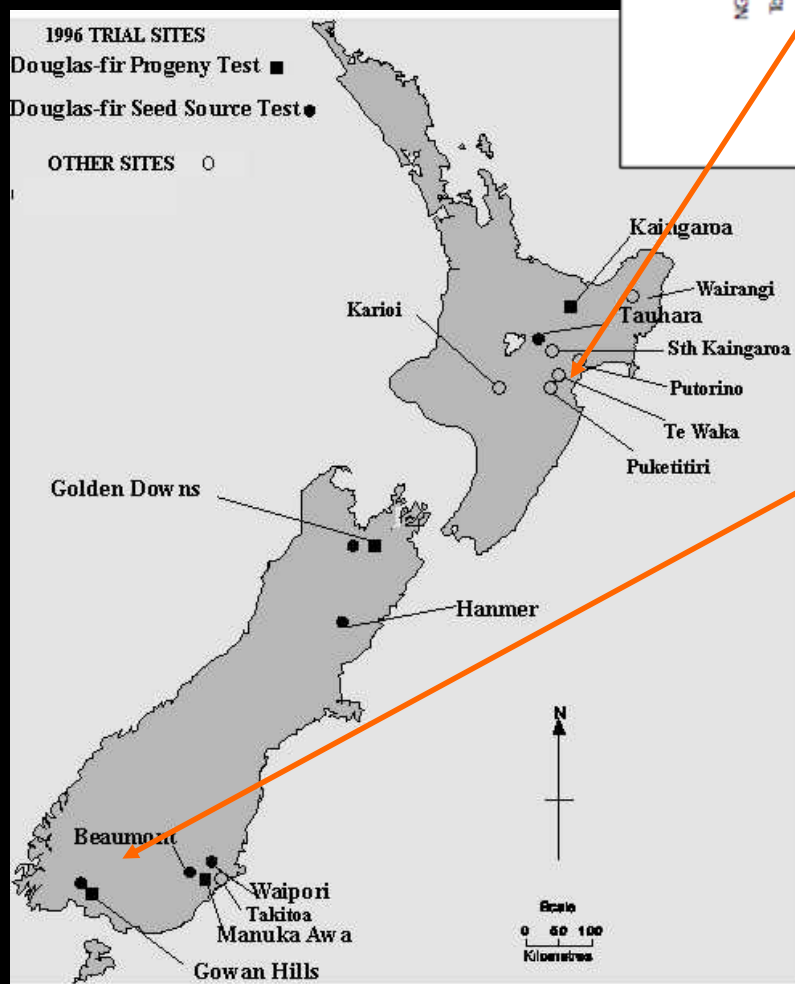 NG
1996 TRIAL SITES
Douglas-fir Progeny Test
Douglas-fir Seed Source Test
OTHER SITES
Kaingaroa
Wairangi
Karioi
Tauhara
Sth Kaingaroa
Putorino
Te Waka
Puketitiri
Golden Downs
Hanmer
N
Beaumont
Waipori
Takitoa
Manuka Awa
Gowan Hills
Scale
0 50 100
Kilometres